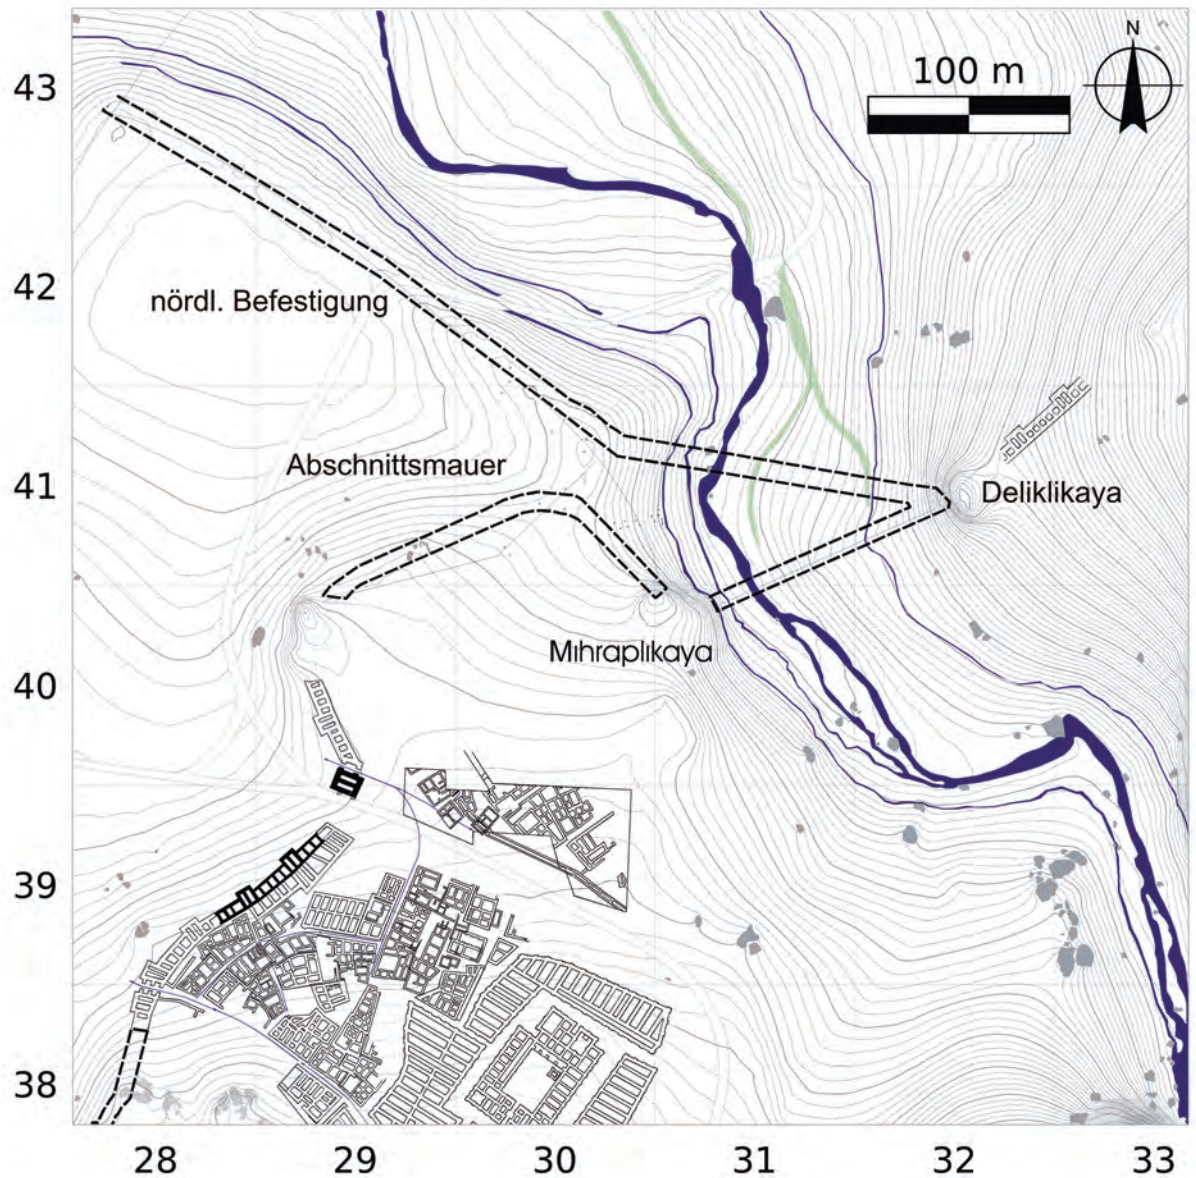 N
100 m
43
42
nördl. Befestigung
Abschnittsmauer
41
Deliklikaya
Mıhraplıkaya
40
39
38
28 29 30 31 32 33